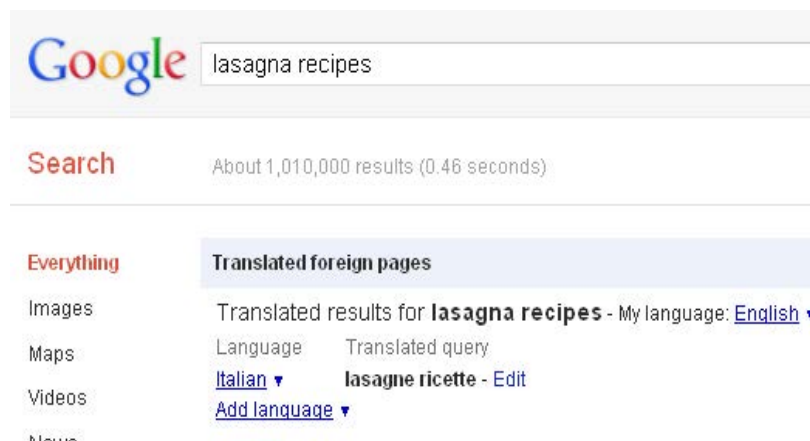 Google lasagna recipes
Search About 1,010,000 results (0.46 seconds)
Everything Translated foreign pages
Images Translated results for lasagna recipes - My language: English ▼
Maps Language Translated query
Italian ▼ lasagne ricette - Edit
Videos
Add language ▼
News